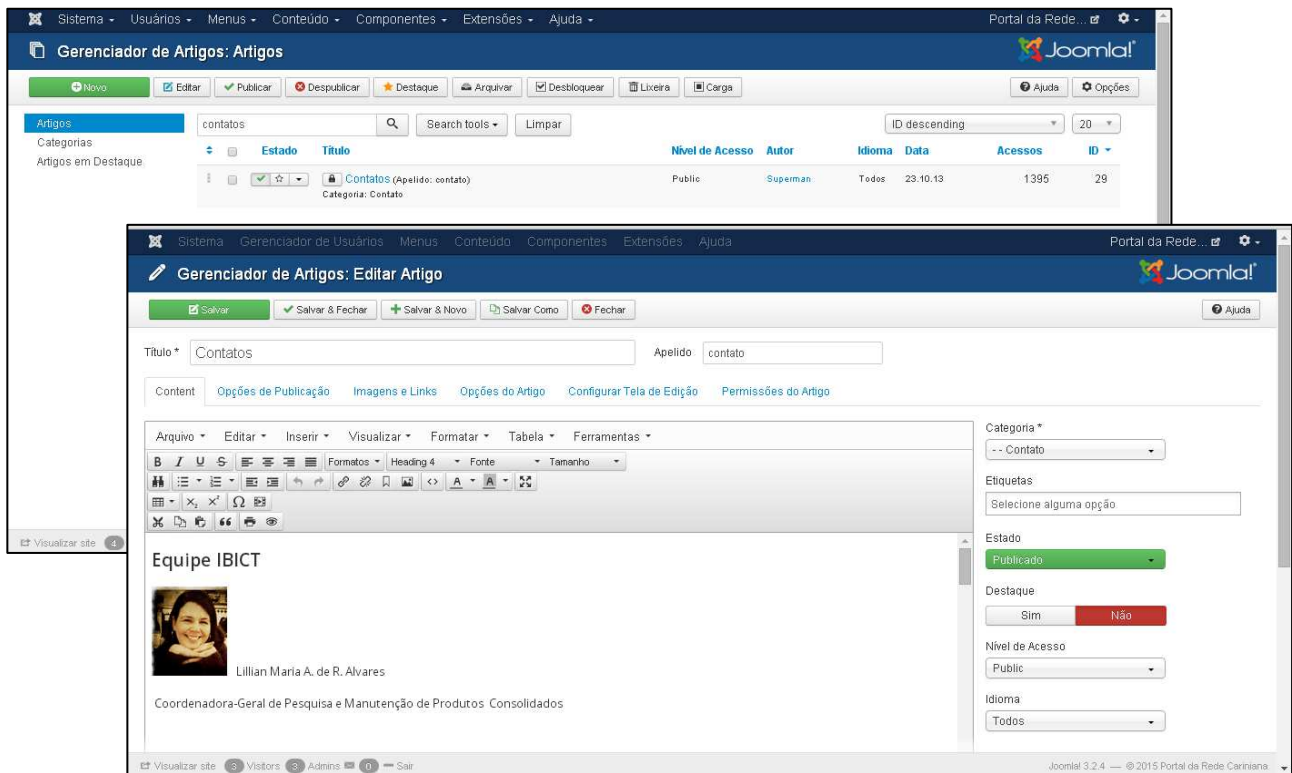 Sistema Usuários Menus Conteúdo Componentes Extensões Ajuda Portal da Rede...
Gerenciador de Artigos: Artigos Joomla!
Novo Editar Publicar Despublicar Destaque Arquivar Desbloquear Lixeira Carga Ajuda Opções
Artigos contatos Search tools Limpar ID descending 20
Categorias
Artigos em Destaque
Estado Título Nível de Acesso Autor Idioma Data Acessos ID
Contatos (Apelido: contato) Public Superman Todos 23.10.13 1395 29
Categoria: Contato
Visualizar site 4
Sistema Gerenciador de Usuários Menus Conteúdo Componentes Extensões Ajuda Portal da Rede...
Gerenciador de Artigos: Editar Artigo Joomla!
Salvar Salvar & Fechar Salvar & Novo Salvar Como Fechar Ajuda
Título * Contatos Apelido contato
Content Opções de Publicação Imagens e Links Opções do Artigo Configurar Tela de Edição Permissões do Artigo
Arquivo Editar Inserir Visualizar Formatar Tabela Ferramentas
B I U S Formatos Heading 4 Fonte Tamanho
A A
Equipe IBICT
Lillian Maria A. de R. Alvares
Coordenadora-Geral de Pesquisa e Manutenção de Produtos Consolidados
Categoria *
-- Contato
Etiquetas
Selecione alguma opção
Estado
Publicado
Destaque
Sim Não
Nível de Acesso
Public
Idioma
Todos
Visualizar site 3 Visitors 3 Admins 0 Sair Joomla! 3.2.4 — © 2015 Portal da Rede Cariniana